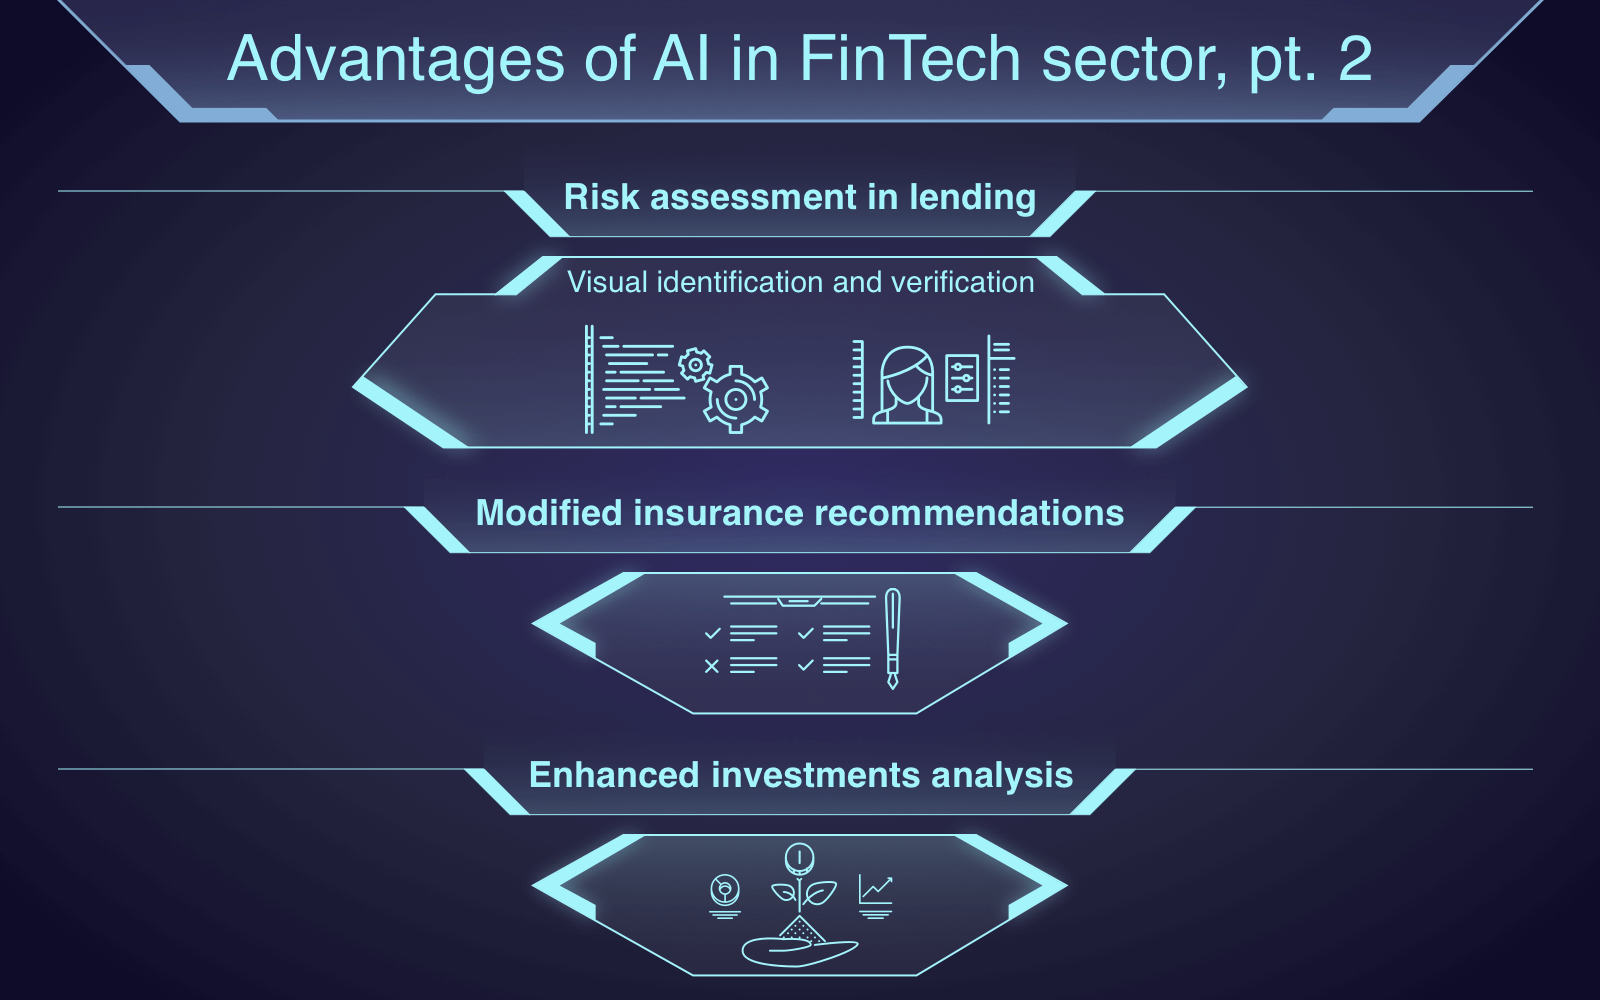 Advantages of AI in FinTech sector, pt. 2
Risk assessment in lending
Visual identification and verification
Modified insurance recommendations
Enhanced investments analysis